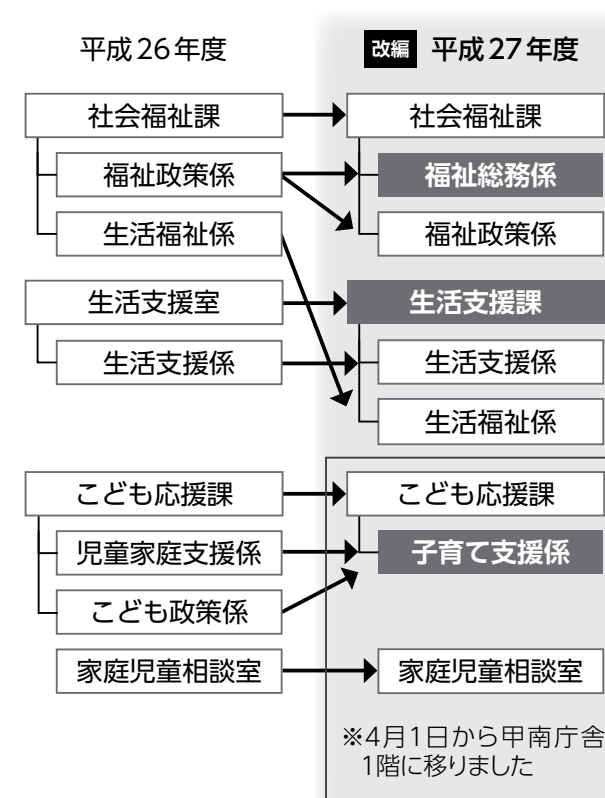 平成26年度
社会福祉課
福祉政策係
生活福祉係
生活支援室
生活支援係
こども応援課
児童家庭支援係
こども政策係
家庭児童相談室
改編 平成27年度
社会福祉課
福祉総務係
福祉政策係
生活支援課
生活支援係
生活福祉係
こども応援課
子育て支援係
家庭児童相談室
※4月1日から甲南庁舎
1階に移りました